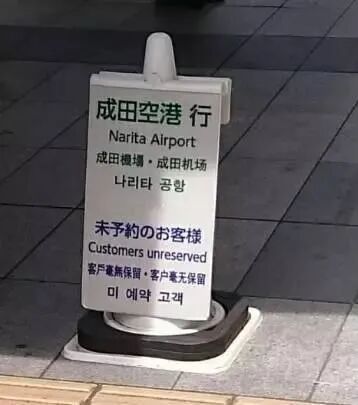 成田空港 行
Narita Airport
成田機場・成田机场
나리타 공항
未予約のお客様
Customers unreserved
客戶毫無保留・客户毫无保留
미 예약 고객